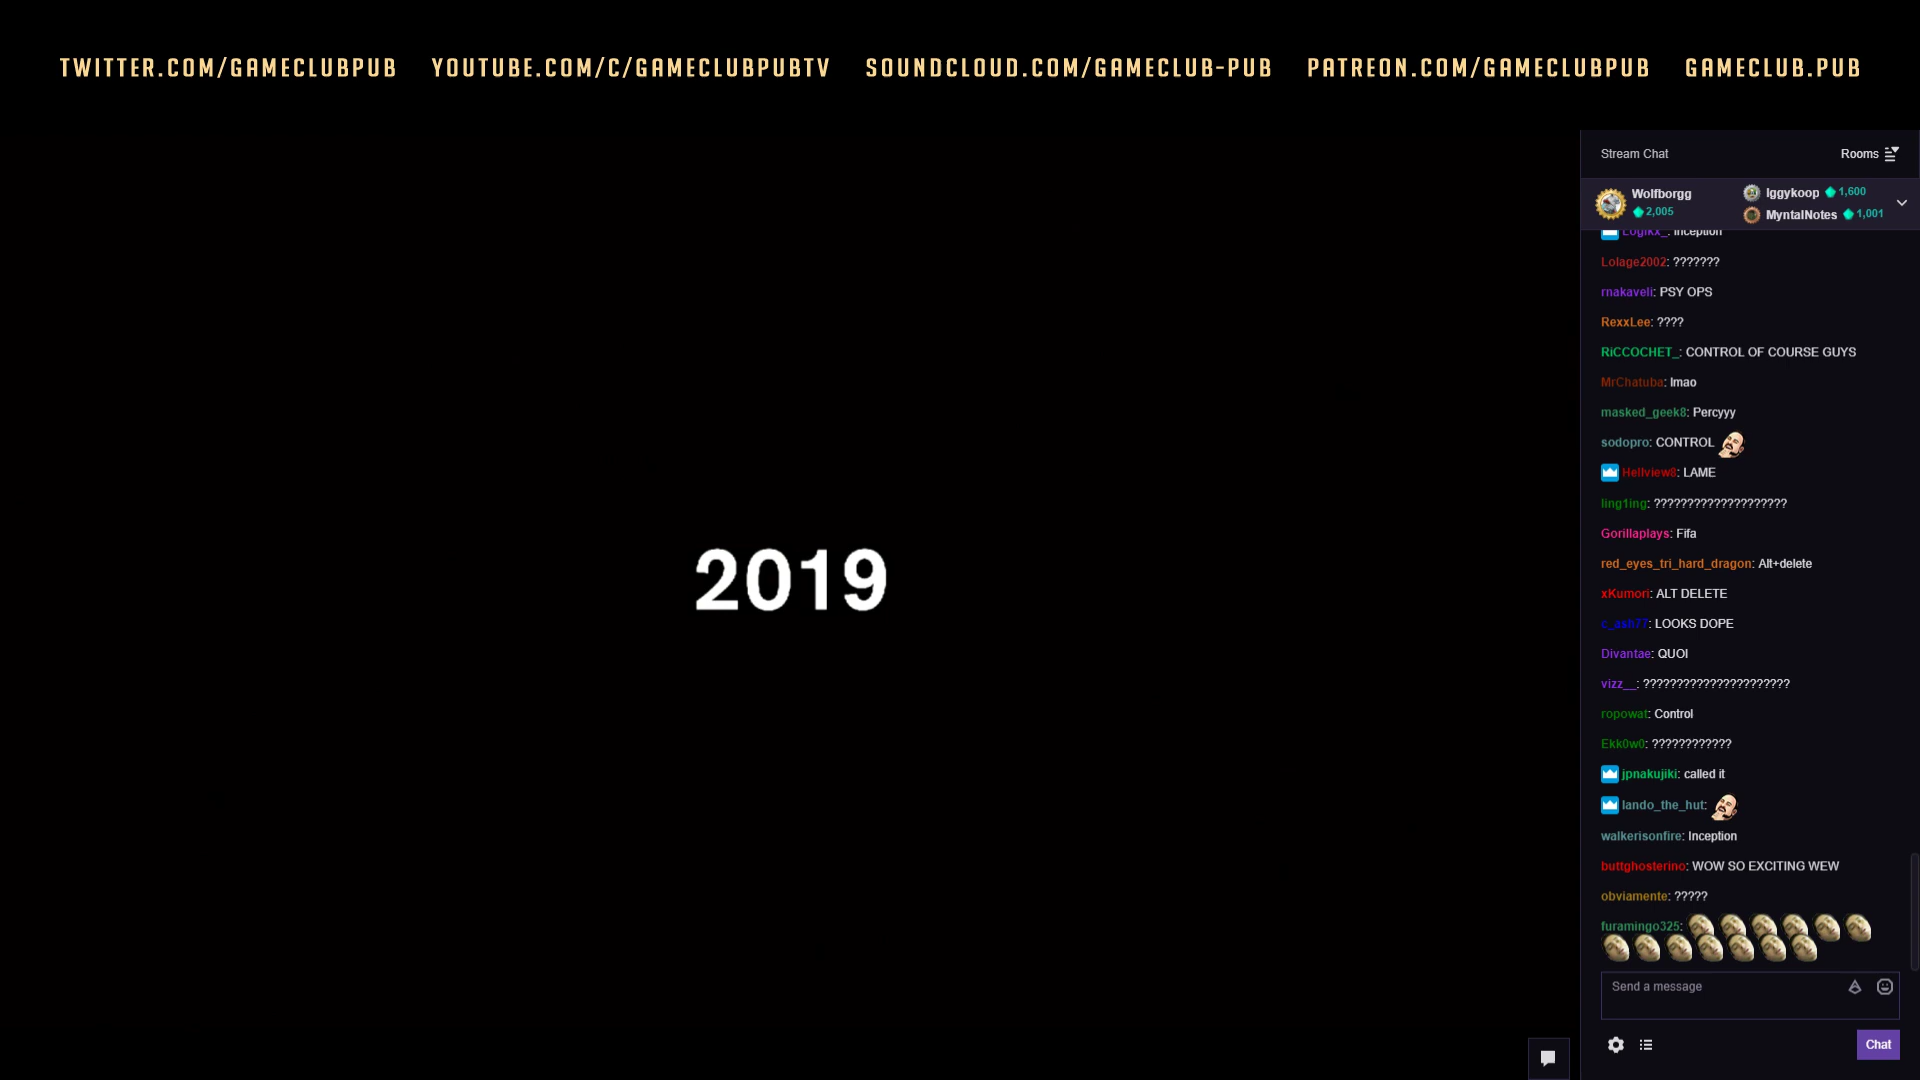 TWITTER.COM/GAMECLUBPUB YOUTUBE.COM/C/GAMECLUBPUBTV SOUNDCLOUD.COM/GAMECLUB-PUB PATREON.COM/GAMECLUBPUB GAMECLUB.PUB
2019
Stream Chat Rooms
Wolfborgg 2,005
Iggykoop 1,600
MyntalNotes 1,001
Logikx_: Inception
Lolage2002: ???????
rnakaveli: PSY OPS
RexxLee: ????
RiCCOCHET_: CONTROL OF COURSE GUYS
MrChatuba: lmao
masked_geek8: Percyyy
sodopro: CONTROL
Hellview8: LAME
ling1ing: ????????????????????
Gorillaplays: Fifa
red_eyes_tri_hard_dragon: Alt+delete
xKumori: ALT DELETE
c_ash77: LOOKS DOPE
Divantae: QUOI
vizz__: ??????????????????????
ropowat: Control
Ekk0w0: ????????????
jpnakujiki: called it
lando_the_hut:
walkerisonfire: Inception
buttghosterino: WOW SO EXCITING WEW
obviamente: ?????
furamingo325:
Send a message
Chat